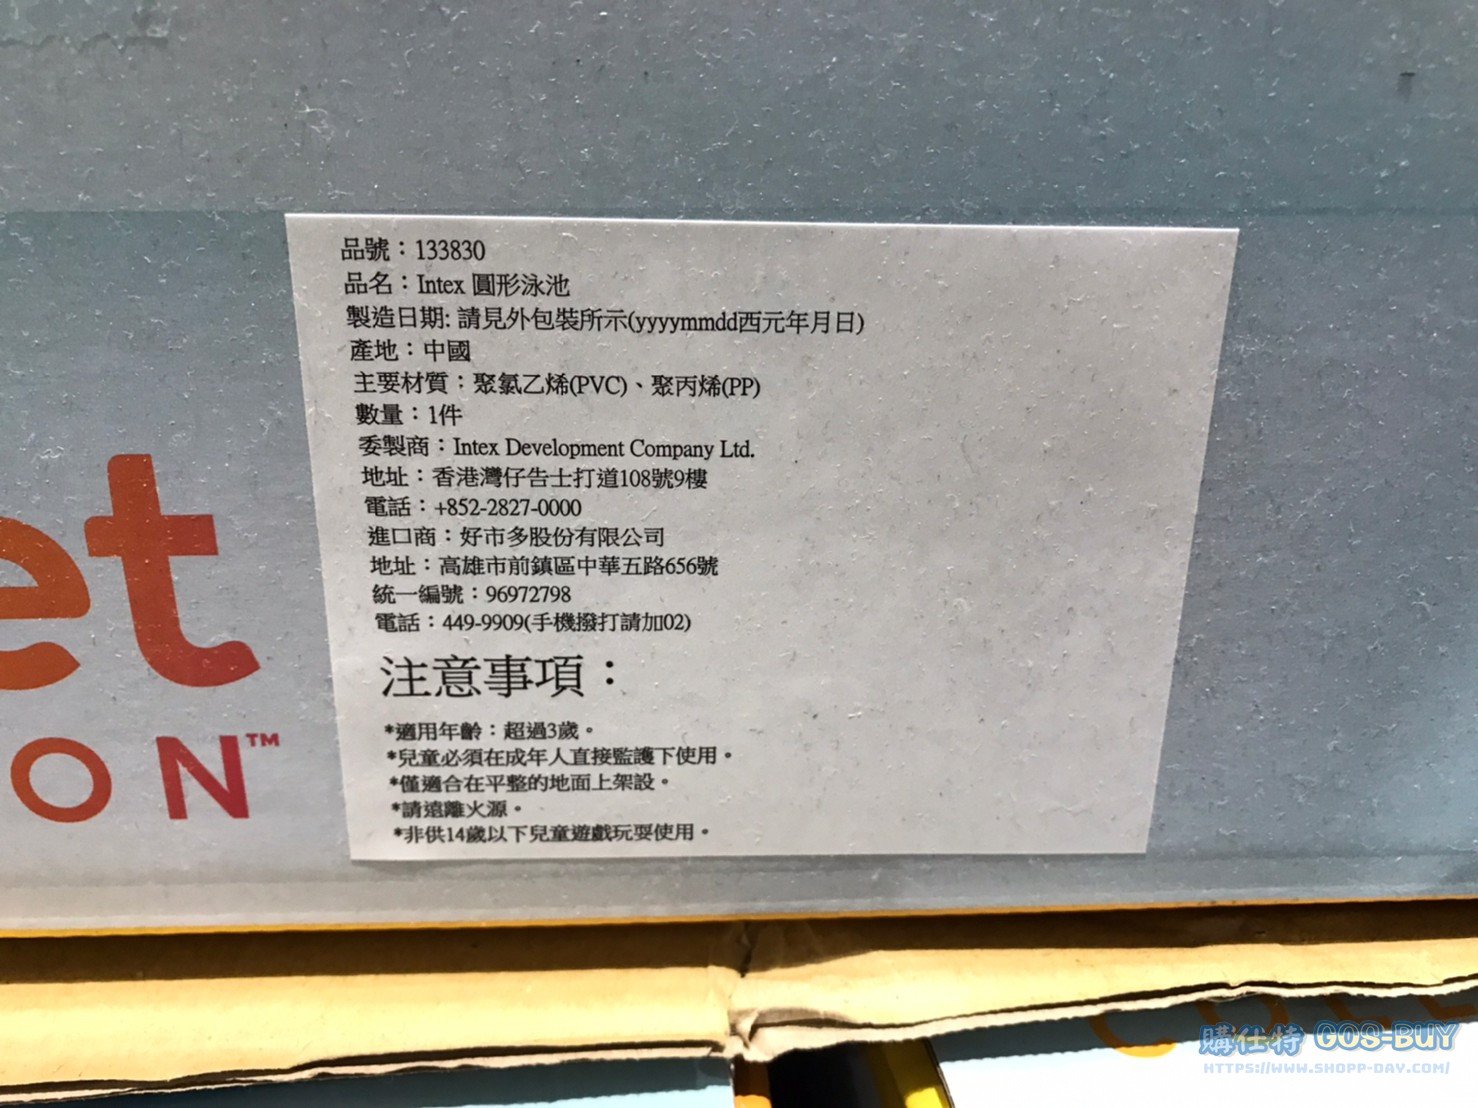 品號：133830
品名：Intex 圓形泳池
製造日期: 請見外包裝所示(yyyymmdd西元年月日)
產地：中國
主要材質：聚氯乙烯(PVC)、聚丙烯(PP)
數量：1件
委製商：Intex Development Company Ltd.
地址：香港灣仔告士打道108號9樓
電話：+852-2827-0000
進口商：好市多股份有限公司
地址：高雄市前鎮區中華五路656號
統一編號：96972798
電話：449-9909(手機撥打請加02)
注意事項：
*適用年齡：超過3歲。
*兒童必須在成年人直接監護下使用。
*僅適合在平整的地面上架設。
*請遠離火源。
*非供14歲以下兒童遊戲玩耍使用。
et
ON™
購仕特 GOS-BUY
HTTPS://WWW.SHOPP-DAY.COM/